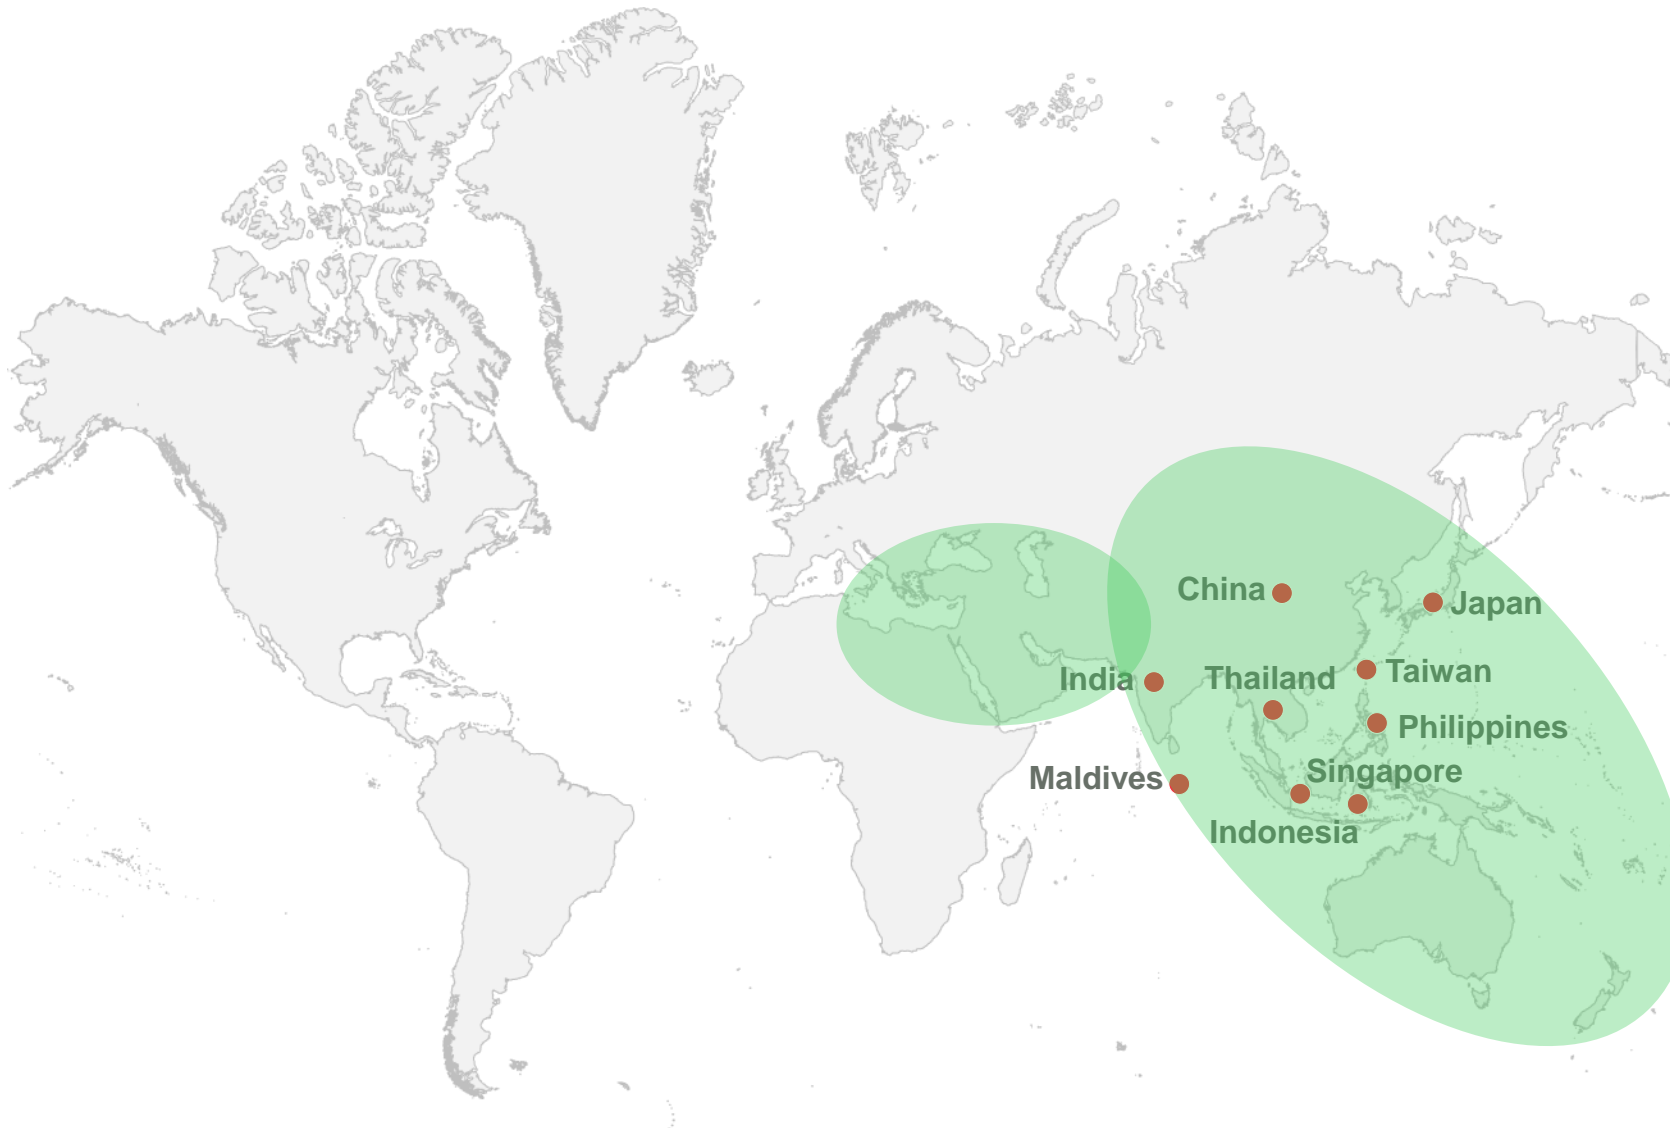 China
Japan
India
Thailand
Taiwan
Philippines
Maldives
Singapore
Indonesia